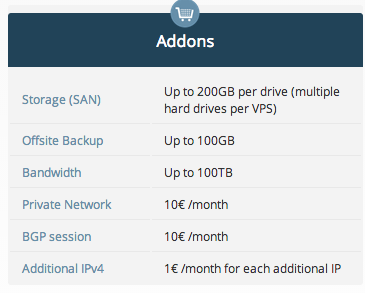 Addons
Storage (SAN)
Up to 200GB per drive (multiple
hard drives per VPS)
Offsite Backup
Up to 100GB
Bandwidth
Up to 100TB
Private Network
10€ /month
BGP session
10€ /month
Additional IPv4
1€ /month for each additional IP